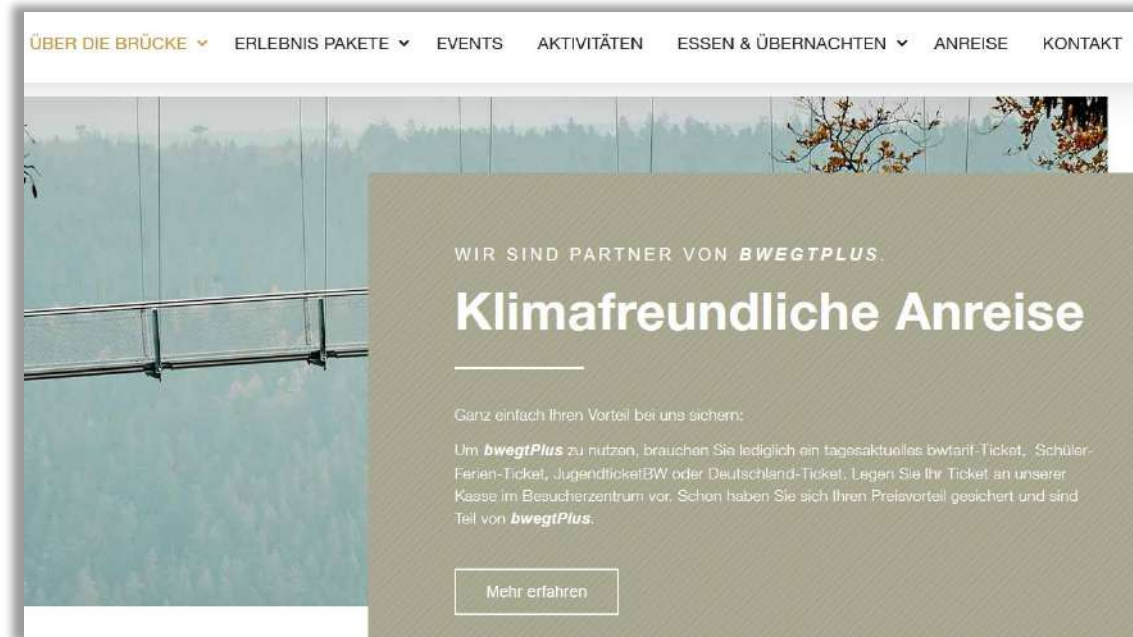 ÜBER DIE BRÜCKE ERLEBNIS PAKETE EVENTS AKTIVITÄTEN ESSEN & ÜBERNACHTEN ANREISE KONTAKT
WIR SIND PARTNER VON BWEGTPLUS.
Klimafreundliche Anreise
Ganz einfach Ihren Vorteil bei uns sichern:
Um bwegtPlus zu nutzen, brauchen Sie lediglich ein tagesaktuelles bwtarif-Ticket, Schüler-
Ferien-Ticket, JugendticketBW oder Deutschland-Ticket. Legen Sie Ihr Ticket an unserer
Kasse im Besucherzentrum vor. Schon haben Sie sich Ihren Preisvorteil gesichert und sind
Teil von bwegtPlus.
Mehr erfahren